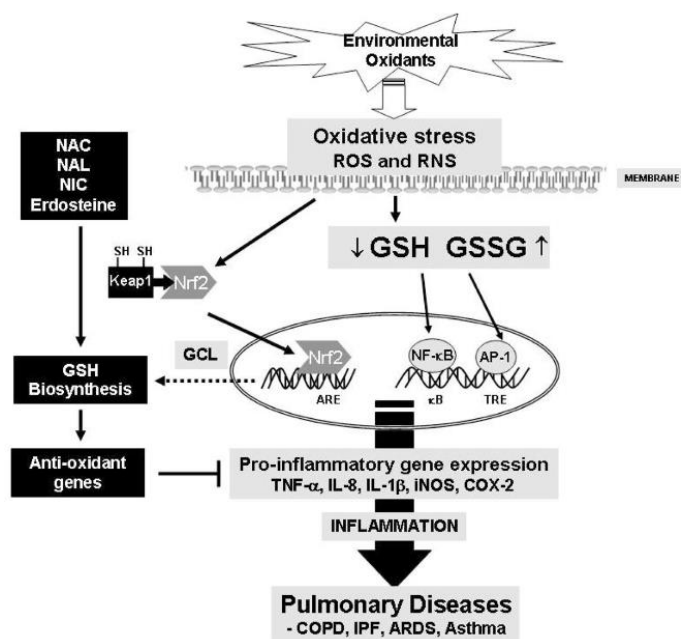 Environmental
Oxidants
Oxidative stress
ROS and RNS
MEMBRANE
NAC
NAL
NIC
Erdosteine
↓GSH GSSG↑
SH SH
Keap1
Nrf2
GCL
Nrf2
NF-κB
AP-1
ARE
κB
TRE
GSH
Biosynthesis
Anti-oxidant
genes
Pro-inflammatory gene expression
TNF-α, IL-8, IL-1β, iNOS, COX-2
INFLAMMATION
Pulmonary Diseases
- COPD, IPF, ARDS, Asthma